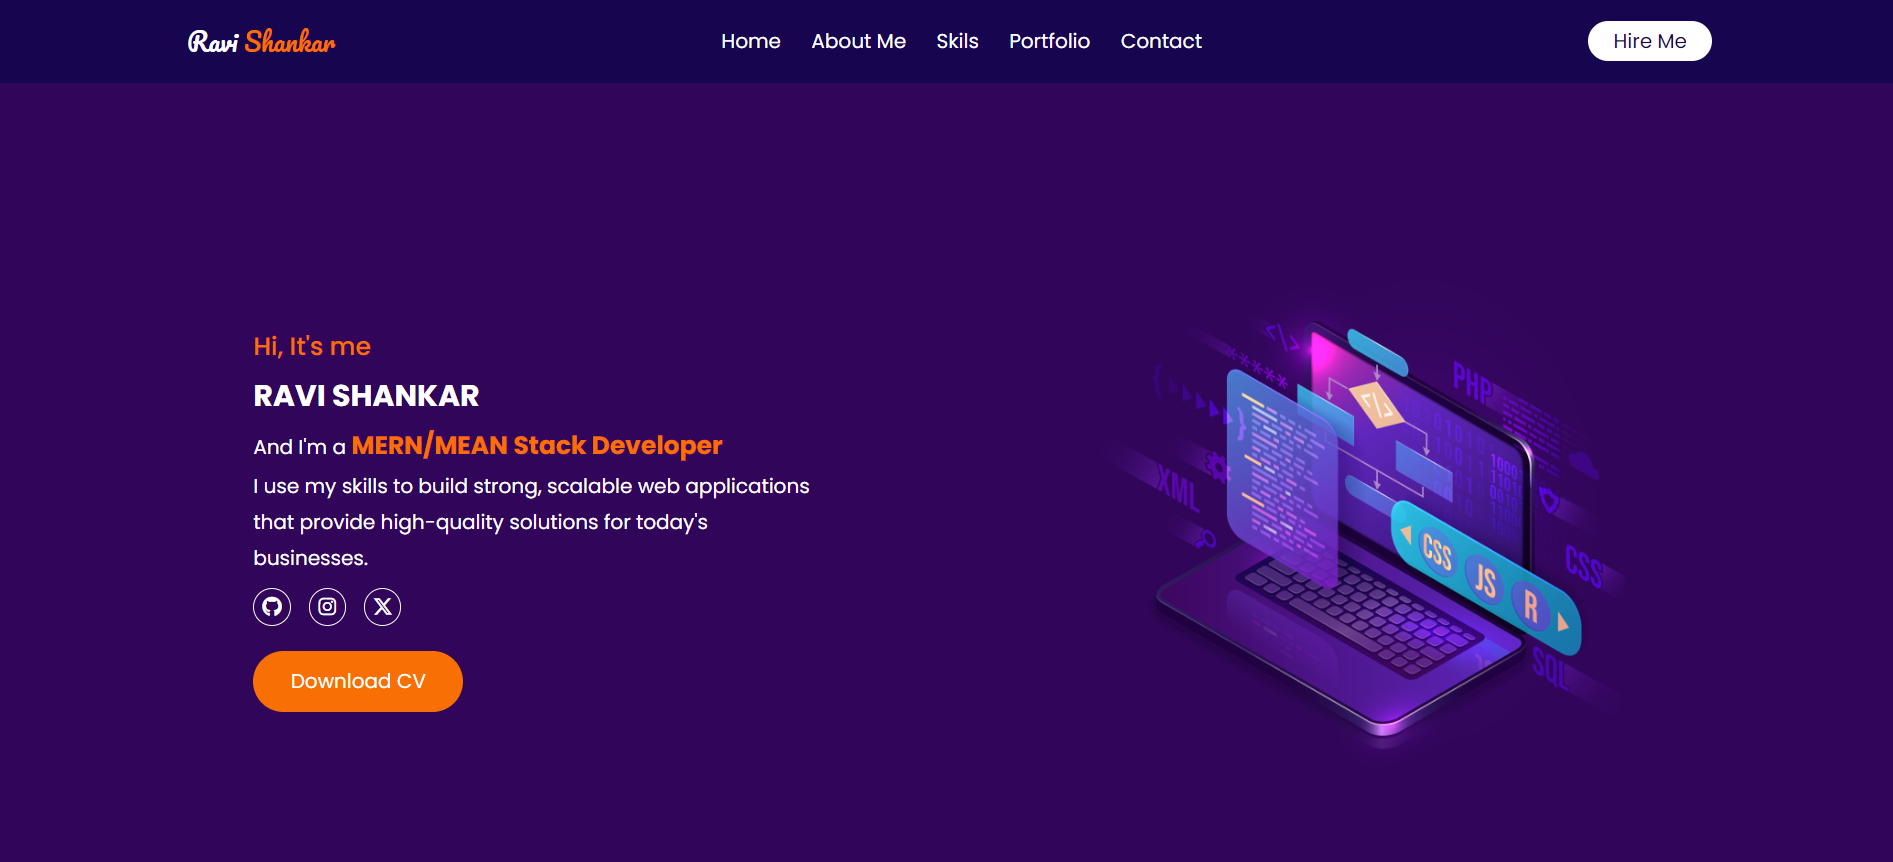 Ravi Shankar
Home About Me Skils Portfolio Contact
Hire Me
Hi, It's me
RAVI SHANKAR
And I'm a MERN/MEAN Stack Developer
I use my skills to build strong, scalable web applications
that provide high-quality solutions for today's
businesses.
Download CV
</>
*****
PHP
</>
XML
CSS
JS
R
CSS
SQL